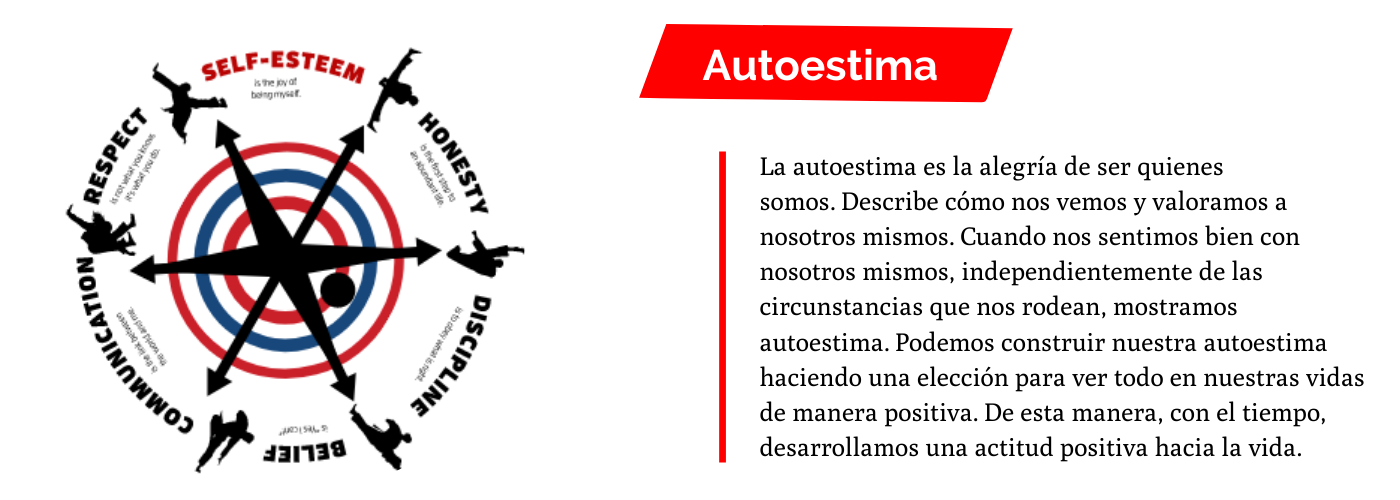 SELF-ESTEEM
is the joy of
being myself.
HONESTY
is the first step to
an abundant life.
DISCIPLINE
is to obey what is right.
BELIEF
is "Yes I can!"
COMMUNICATION
is the link between
the world and me.
RESPECT
is not what you know,
it's what you do.
Autoestima
La autoestima es la alegría de ser quienes
somos. Describe cómo nos vemos y valoramos a
nosotros mismos. Cuando nos sentimos bien con
nosotros mismos, independientemente de las
circunstancias que nos rodean, mostramos
autoestima. Podemos construir nuestra autoestima
haciendo una elección para ver todo en nuestras vidas
de manera positiva. De esta manera, con el tiempo,
desarrollamos una actitud positiva hacia la vida.